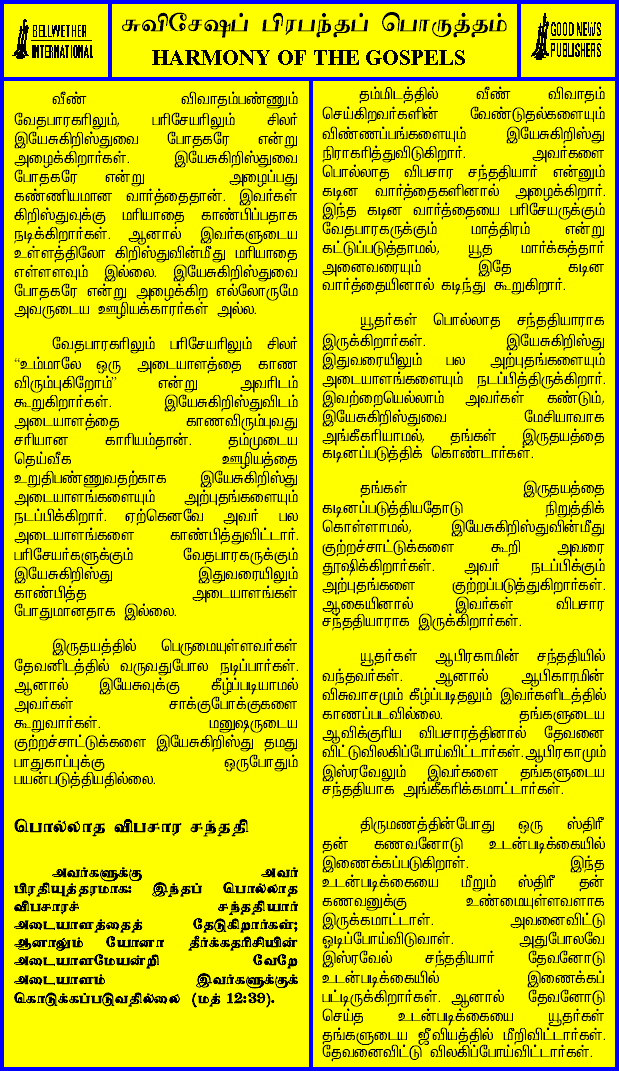 BELLWETHER
INTERNATIONAL
சுவிசேஷப் பிரபந்தப் பொருத்தம்
HARMONY OF THE GOSPELS
GOOD NEWS
PUBLISHERS
வீண் விவாதம்பண்ணும்
வேதபாரகரிலும், பரிசேயரிலும் சிலர்
இயேசுகிறிஸ்துவை போதகரே என்று
அழைக்கிறார்கள். இயேசுகிறிஸ்துவை
போதகரே என்று அழைப்பது
கண்ணியமான வார்த்தைதான். இவர்கள்
கிறிஸ்துவுக்கு மரியாதை காண்பிப்பதாக
நடிக்கிறார்கள். ஆனால் இவர்களுடைய
உள்ளத்திலோ கிறிஸ்துவின்மீது மரியாதை
எள்ளளவும் இல்லை. இயேசுகிறிஸ்துவை
போதகரே என்று அழைக்கிற எல்லோருமே
அவருடைய ஊழியக்காரர்கள் அல்ல.
வேதபாரகரிலும் பரிசேயரிலும் சிலர்
“உம்மாலே ஒரு அடையாளத்தை காண
விரும்புகிறோம்” என்று அவரிடம்
கூறுகிறார்கள். இயேசுகிறிஸ்துவிடம்
அடையாளத்தை காணவிரும்புவது
சரியான காரியம்தான். தம்முடைய
தெய்வீக ஊழியத்தை
உறுதிபண்ணுவதற்காக இயேசுகிறிஸ்து
அடையாளங்களையும் அற்புதங்களையும்
நடப்பிக்கிறார். ஏற்கெனவே அவர் பல
அடையாளங்களை காண்பித்துவிட்டார்.
பரிசேயர்களுக்கும் வேதபாரகருக்கும்
இயேசுகிறிஸ்து இதுவரையிலும்
காண்பித்த அடையாளங்கள்
போதுமானதாக இல்லை.
இருதயத்தில் பெருமையுள்ளவர்கள்
தேவனிடத்தில் வருவதுபோல நடிப்பார்கள்.
ஆனால் இயேசுவுக்கு கீழ்ப்படியாமல்
அவர்கள் சாக்குபோக்குகளை
கூறுவார்கள். மனுஷருடைய
குற்றச்சாட்டுக்களை இயேசுகிறிஸ்து தமது
பாதுகாப்புக்கு ஒருபோதும்
பயன்படுத்தியதில்லை.
பொல்லாத விபசார சந்ததி
அவர்களுக்கு அவர்
பிரதியுத்தரமாக: இந்தப் பொல்லாத
விபசாரச் சந்ததியார்
அடையாளத்தைத் தேடுகிறார்கள்;
ஆனாலும் யோனா தீர்க்கதரிசியின்
அடையாளமேயன்றி வேறே
அடையாளம் இவர்களுக்குக்
கொடுக்கப்படுவதில்லை (மத் 12:39).
தம்மிடத்தில் வீண் விவாதம்
செய்கிறவர்களின் வேண்டுதல்களையும்
விண்ணப்பங்களையும் இயேசுகிறிஸ்து
நிராகரித்துவிடுகிறார். அவர்களை
பொல்லாத விபசார சந்ததியார் என்னும்
கடின வார்த்தைகளினால் அழைக்கிறார்.
இந்த கடின வார்த்தையை பரிசேயருக்கும்
வேதபாரகருக்கும் மாத்திரம் என்று
கட்டுப்படுத்தாமல், யூத மார்க்கத்தார்
அனைவரையும் இதே கடின
வார்த்தையினால் கடிந்து கூறுகிறார்.
யூதர்கள் பொல்லாத சந்ததியாராக
இருக்கிறார்கள். இயேசுகிறிஸ்து
இதுவரையிலும் பல அற்புதங்களையும்
அடையாளங்களையும் நடப்பித்திருக்கிறார்.
இவற்றையெல்லாம் அவர்கள் கண்டும்,
இயேசுகிறிஸ்துவை மேசியாவாக
அங்கீகரியாமல், தங்கள் இருதயத்தை
கடினப்படுத்திக் கொண்டார்கள்.
தங்கள் இருதயத்தை
கடினப்படுத்தியதோடு நிறுத்திக்
கொள்ளாமல், இயேசுகிறிஸ்துவின்மீது
குற்றச்சாட்டுக்களை கூறி அவரை
தூஷிக்கிறார்கள். அவர் நடப்பிக்கும்
அற்புதங்களை குற்றப்படுத்துகிறார்கள்.
ஆகையினால் இவர்கள் விபசார
சந்ததியாராக இருக்கிறார்கள்.
யூதர்கள் ஆபிரகாமின் சந்ததியில்
வந்தவர்கள். ஆனால் ஆபிகாரமின்
விசுவாசமும் கீழ்ப்படிதலும் இவர்களிடத்தில்
காணப்படவில்லை. தங்களுடைய
ஆவிக்குரிய விபசாரத்தினால் தேவனை
விட்டுவிலகிப்போய்விட்டார்கள். ஆபிரகாமும்
இஸ்ரவேலும் இவர்களை தங்களுடைய
சந்ததியாக அங்கீகரிக்கமாட்டார்கள்.
திருமணத்தின்போது ஒரு ஸ்திரீ
தன் கணவனோடு உடன்படிக்கையில்
இணைக்கப்படுகிறாள். இந்த
உடன்படிக்கையை மீறும் ஸ்திரீ தன்
கணவனுக்கு உண்மையுள்ளவளாக
இருக்கமாட்டாள். அவனைவிட்டு
ஓடிப்போய்விடுவாள். அதுபோலவே
இஸ்ரவேல் சந்ததியார் தேவனோடு
உடன்படிக்கையில் இணைக்கப்
பட்டிருக்கிறார்கள். ஆனால் தேவனோடு
செய்த உடன்படிக்கையை யூதர்கள்
தங்களுடைய ஜீவியத்தில் மீறிவிட்டார்கள்.
தேவனைவிட்டு விலகிப்போய்விட்டார்கள்.